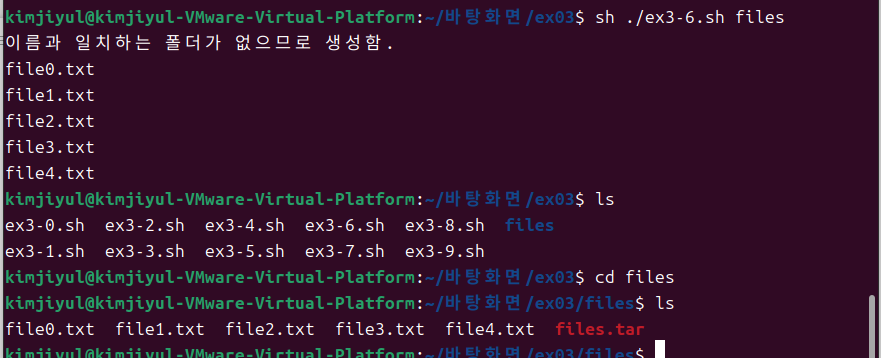 kimjiyul@kimjiyul-VMware-Virtual-Platform:~/바탕화면/ex03$ sh ./ex3-6.sh files
이름과 일치하는 폴더가 없으므로 생성함.
file0.txt
file1.txt
file2.txt
file3.txt
file4.txt
kimjiyul@kimjiyul-VMware-Virtual-Platform:~/바탕화면/ex03$ ls
ex3-0.sh  ex3-2.sh  ex3-4.sh  ex3-6.sh  ex3-8.sh  files
ex3-1.sh  ex3-3.sh  ex3-5.sh  ex3-7.sh  ex3-9.sh
kimjiyul@kimjiyul-VMware-Virtual-Platform:~/바탕화면/ex03$ cd files
kimjiyul@kimjiyul-VMware-Virtual-Platform:~/바탕화면/ex03/files$ ls
file0.txt  file1.txt  file2.txt  file3.txt  file4.txt  files.tar
kimjiyul@kimjiyul-VMware-Virtual-Platform:~/바탕화면/ex03/files$